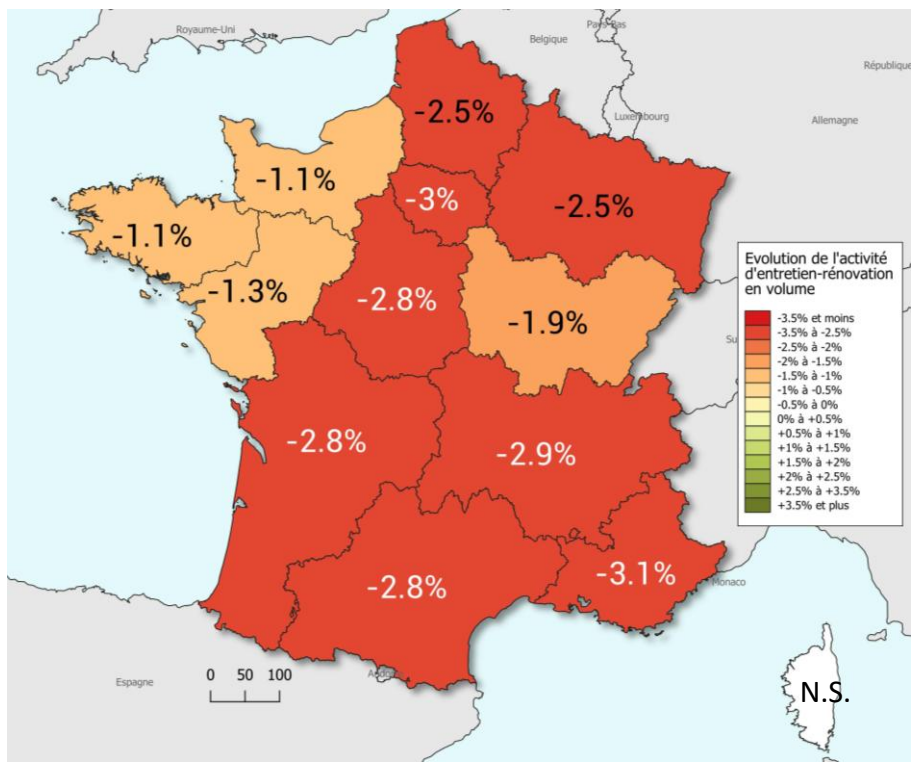 Royaume-Uni
Pays-Bas
Belgique
République
Luxembourg
Allemagne
-2.5%
-1.1%
-3%
-2.5%
-1.1%
-1.3%
-2.8%
-1.9%
Evolution de l'activité
d'entretien-rénovation
en volume
-3.5% et moins
-3.5% à -2.5%
-2.5% à -2%
-2% à -1.5%
-1.5% à -1%
-1% à -0.5%
-0.5% à 0%
0% à +0.5%
+0.5% à +1%
+1% à +1.5%
+1.5% à +2%
+2% à +2.5%
+2.5% à +3.5%
+3.5% et plus
Su
-2.8%
-2.9%
-2.8%
-3.1%
Monaco
Espagne
0 50 100
N.S.